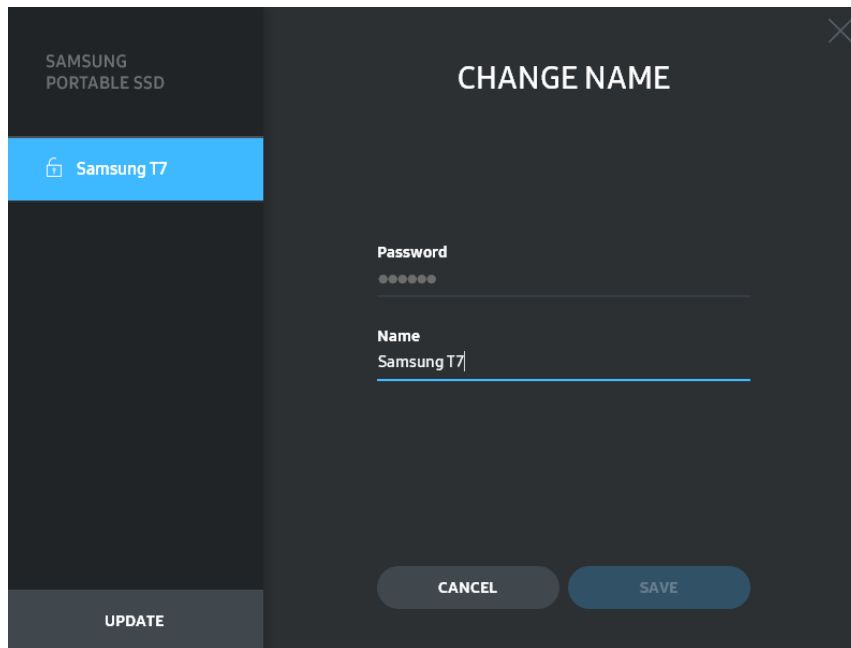 SAMSUNG
PORTABLE SSD
Samsung T7
UPDATE
CHANGE NAME
Password
●●●●●●
Name
Samsung T7
CANCEL
SAVE